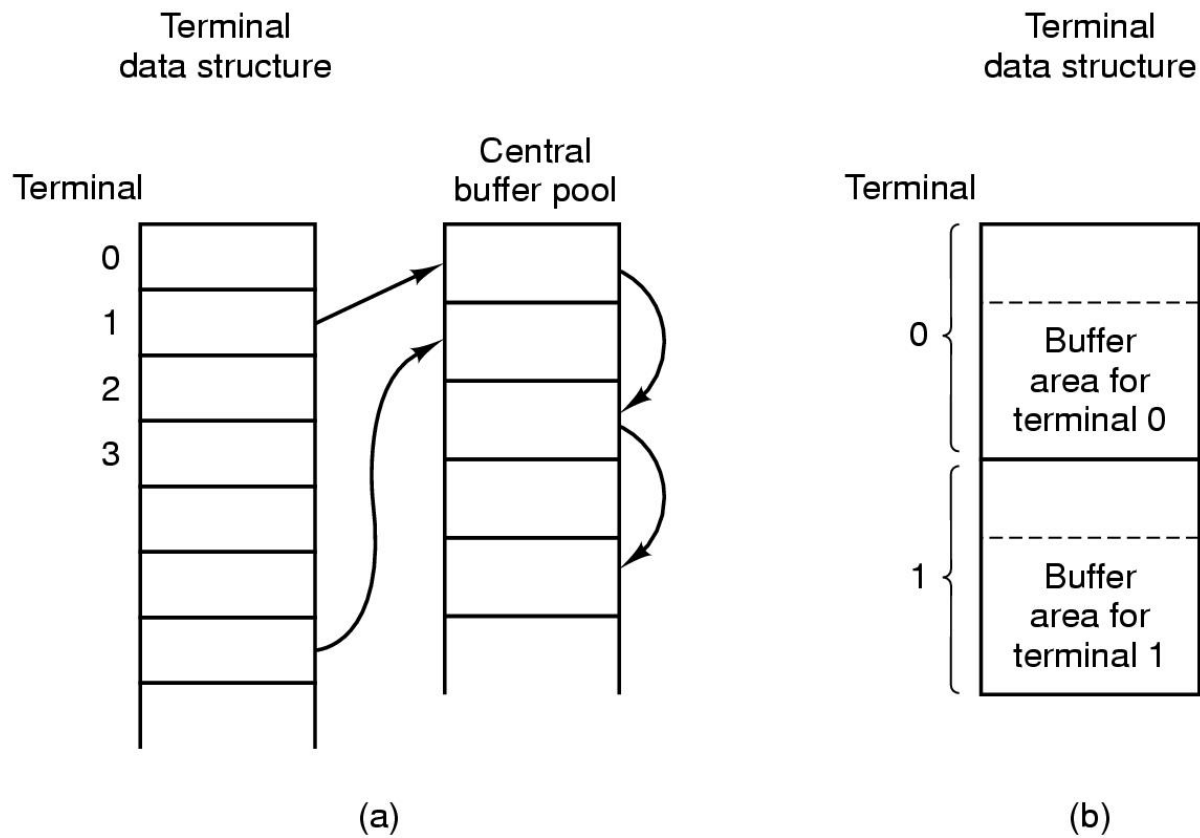 Terminal
data structure
Central
buffer pool
Terminal
0
1
2
3
(a)
Terminal
data structure
Terminal
0
Buffer
area for
terminal 0
1
Buffer
area for
terminal 1
(b)